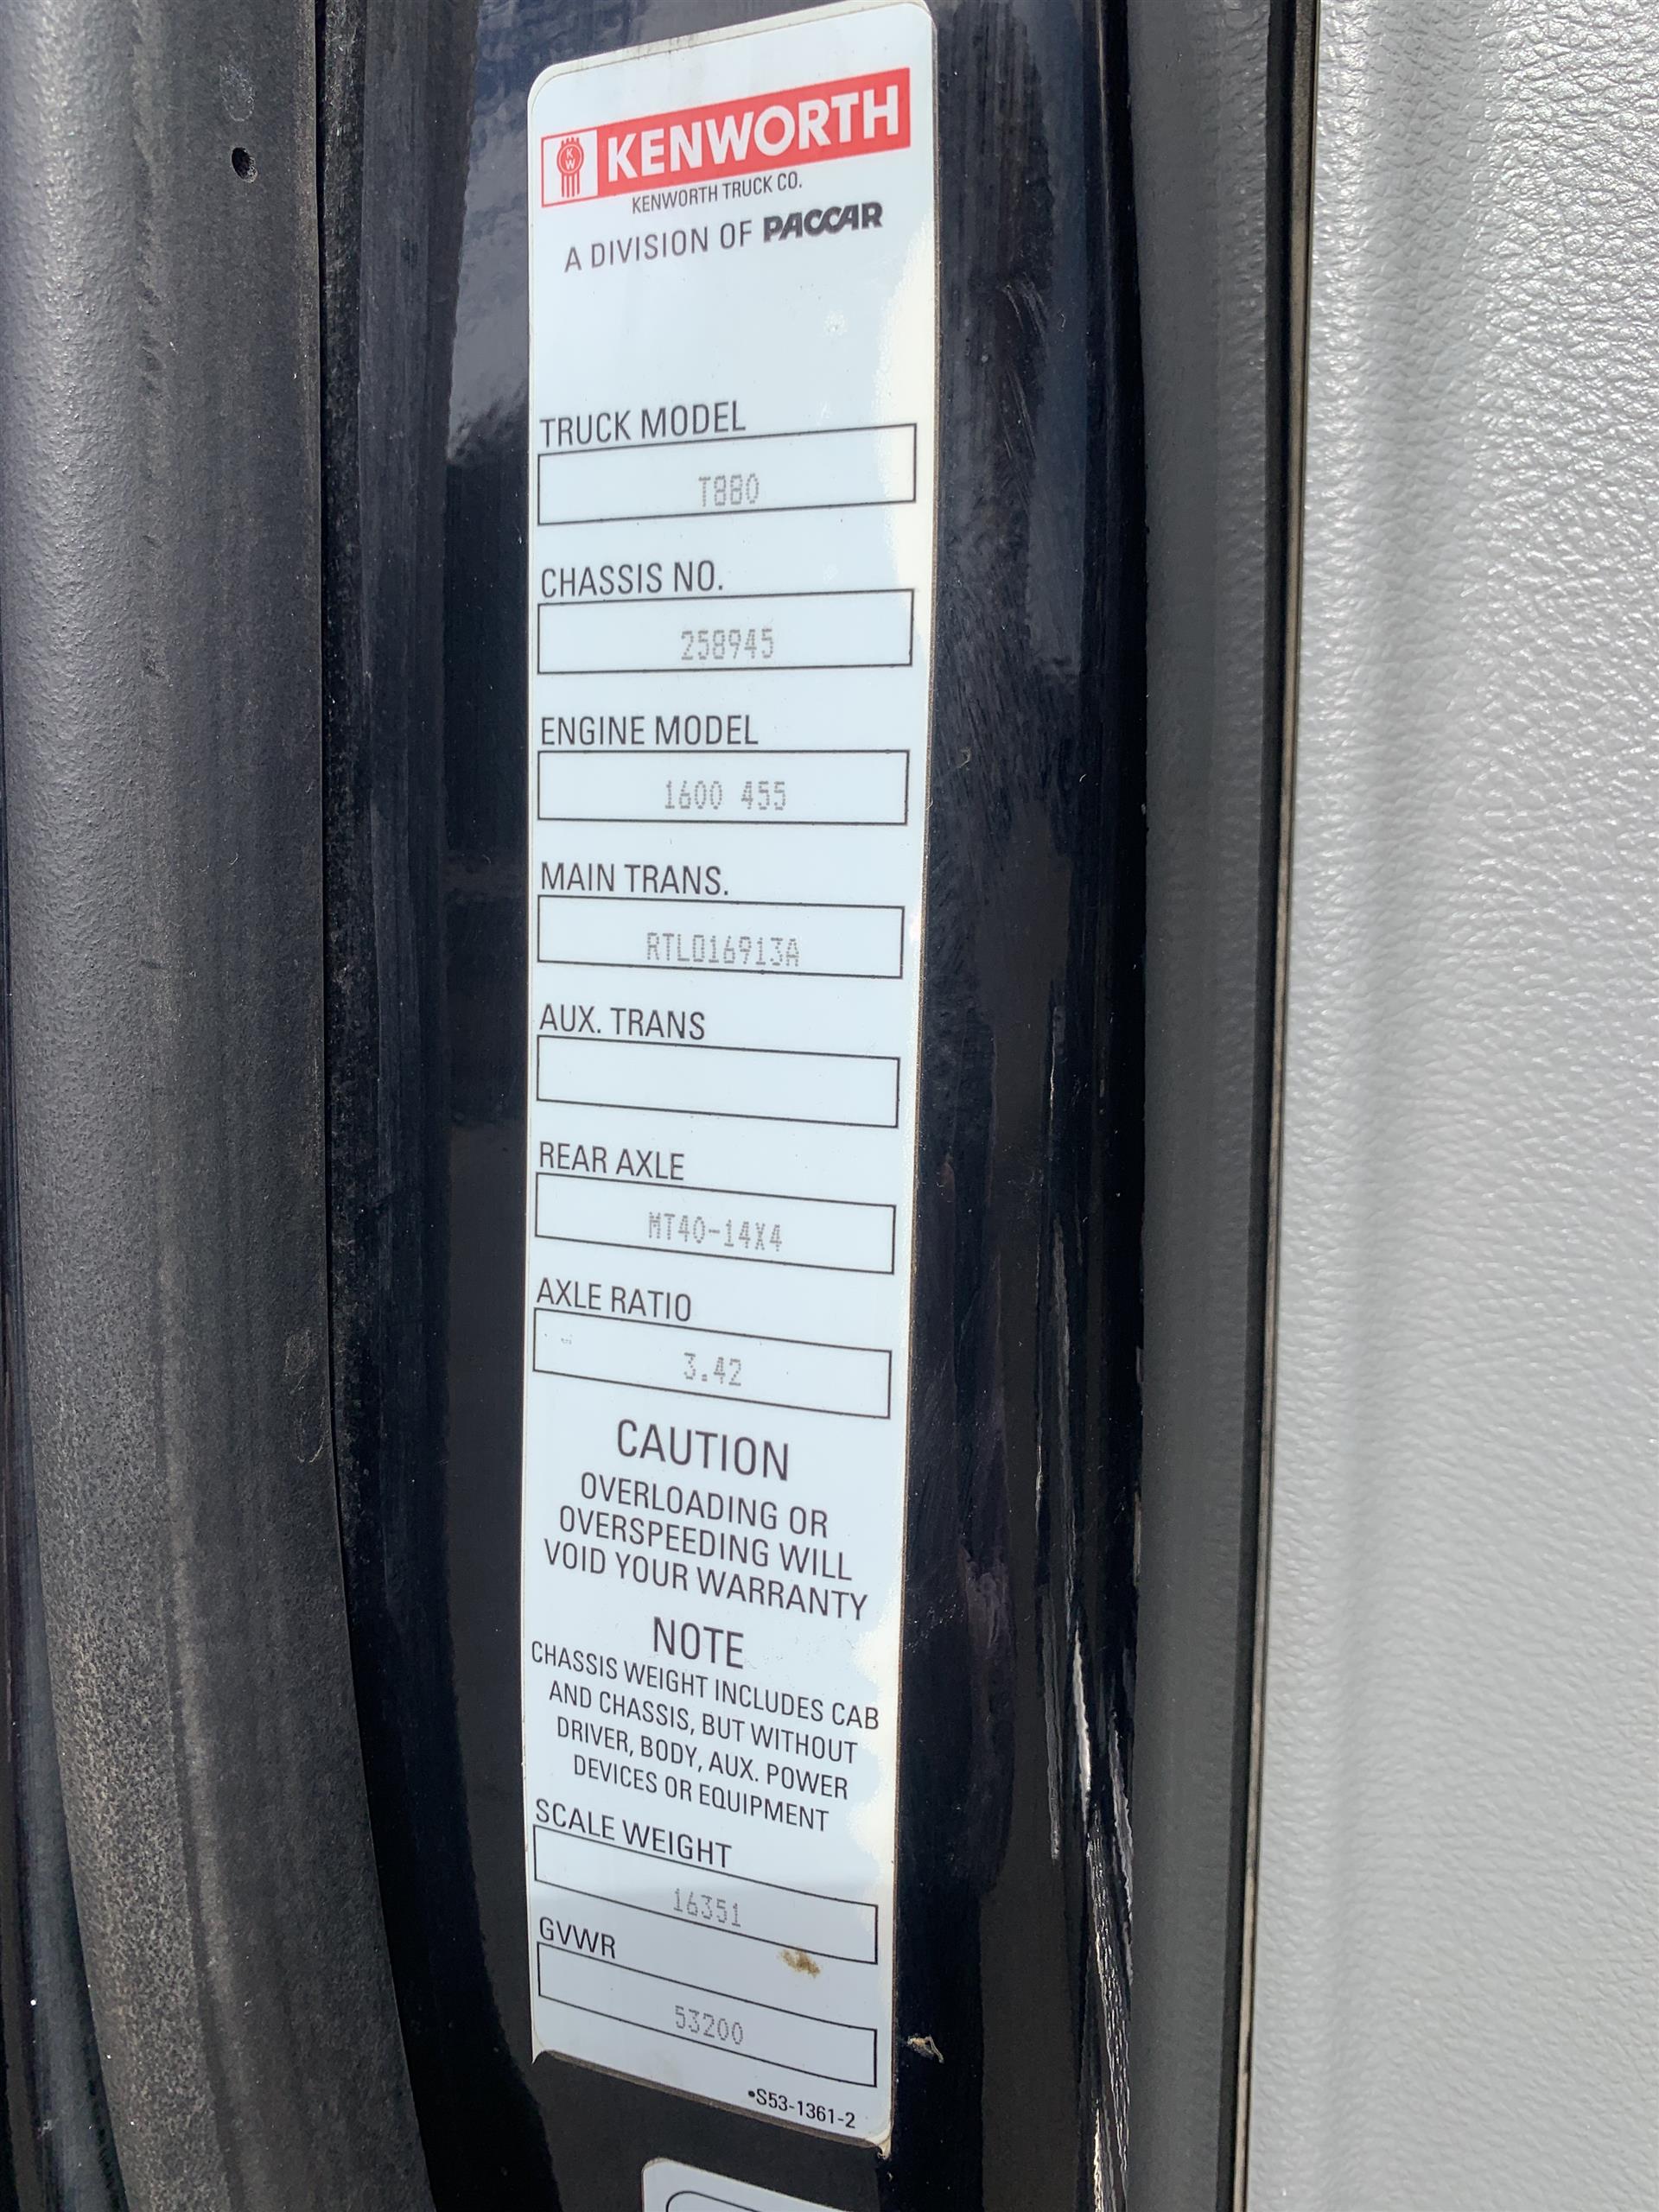 KW
KENWORTH
KENWORTH TRUCK CO.
A DIVISION OF PACCAR
TRUCK MODEL
T880
CHASSIS NO.
258945
ENGINE MODEL
1600 455
MAIN TRANS.
RTLO16913A
AUX. TRANS
REAR AXLE
MT40-14X4
AXLE RATIO
3.42
CAUTION
OVERLOADING OR
OVERSPEEDING WILL
VOID YOUR WARRANTY
NOTE
CHASSIS WEIGHT INCLUDES CAB
AND CHASSIS, BUT WITHOUT
DRIVER, BODY, AUX. POWER
DEVICES OR EQUIPMENT
SCALE WEIGHT
16351
GVWR
53200
•S53-1361-2